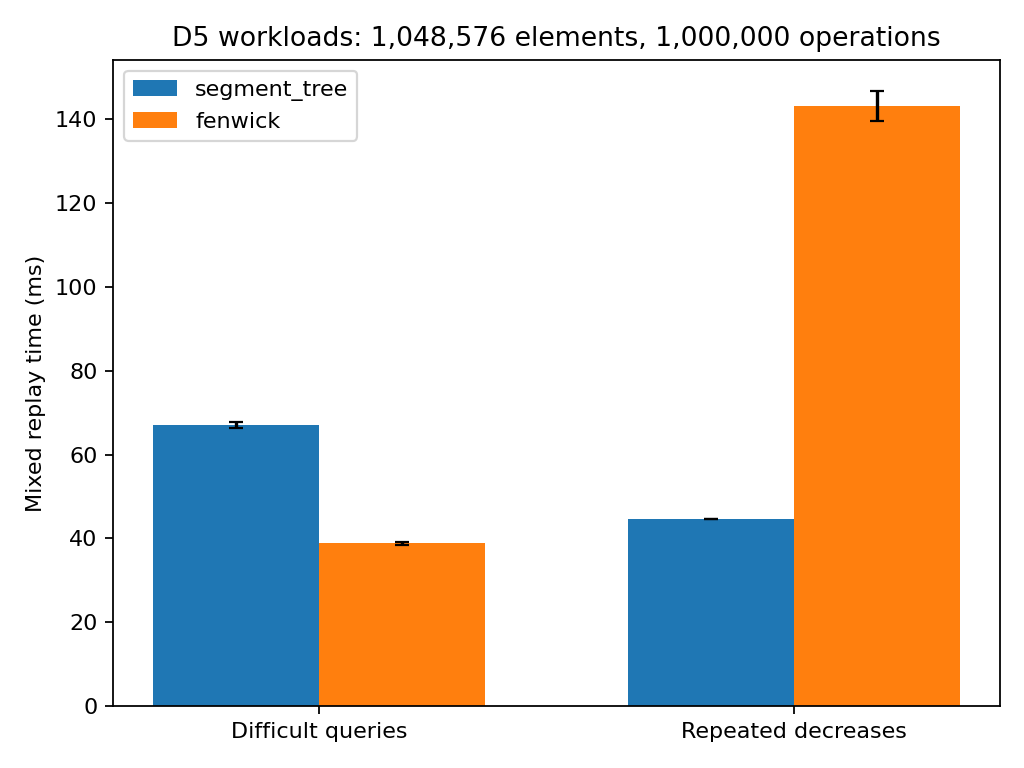 D5 workloads: 1,048,576 elements, 1,000,000 operations
segment_tree
fenwick
Mixed replay time (ms)
140
120
100
80
60
40
20
0
Difficult queries
Repeated decreases